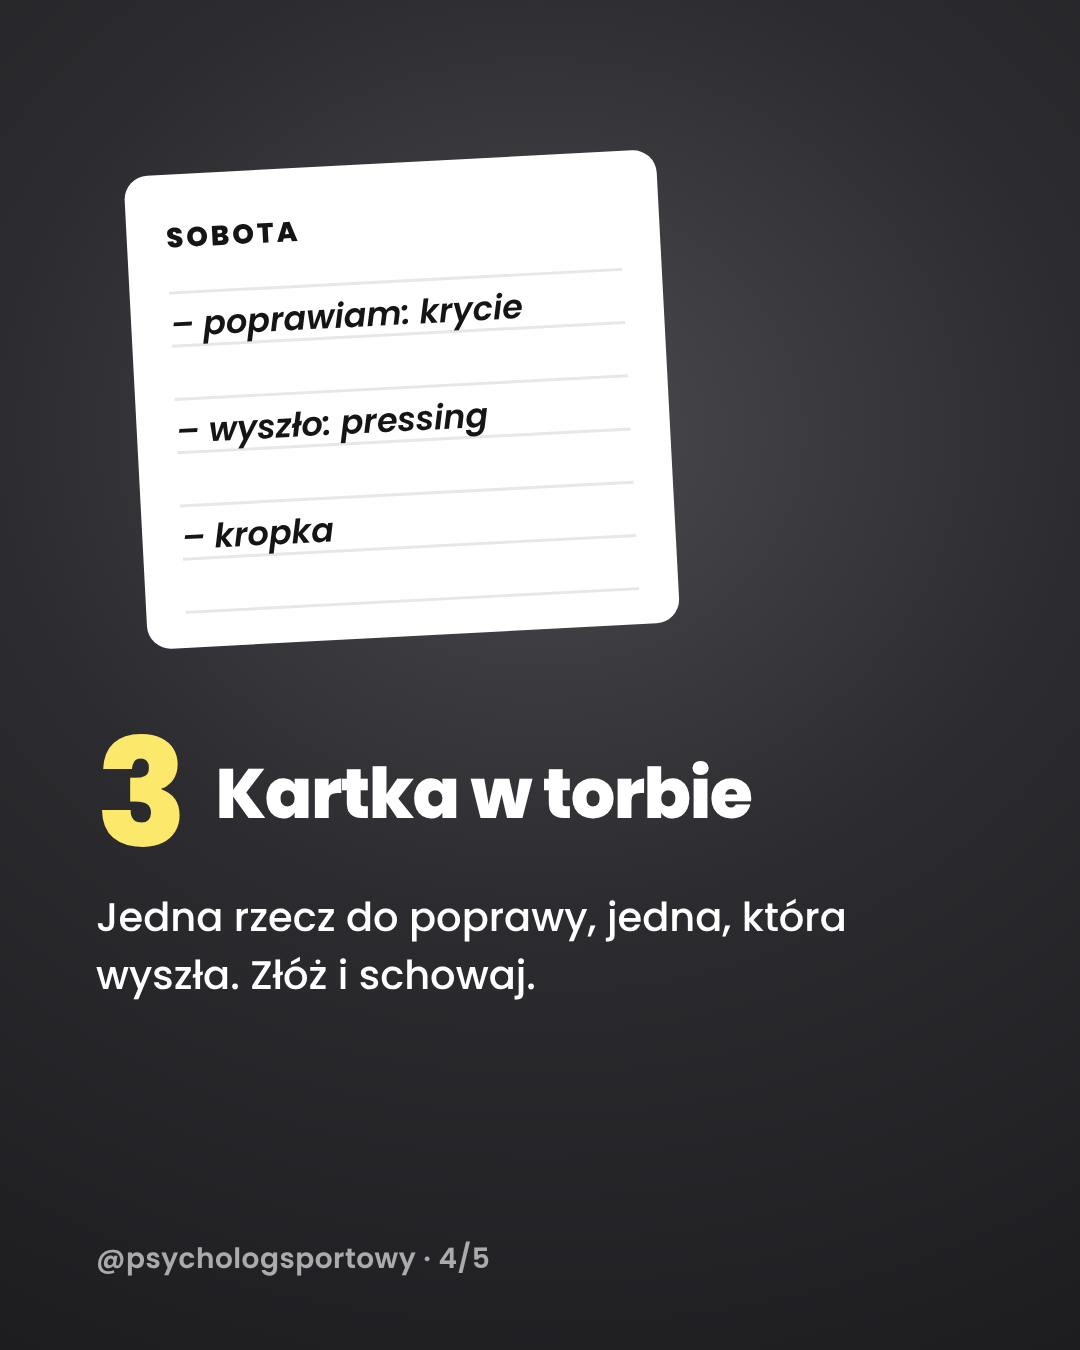 SOBOTA
– poprawiam: krycie
– wyszło: pressing
– kropka
3 Kartka w torbie
Jedna rzecz do poprawy, jedna, która
wyszła. Złóż i schowaj.
@psychologsportowy · 4/5